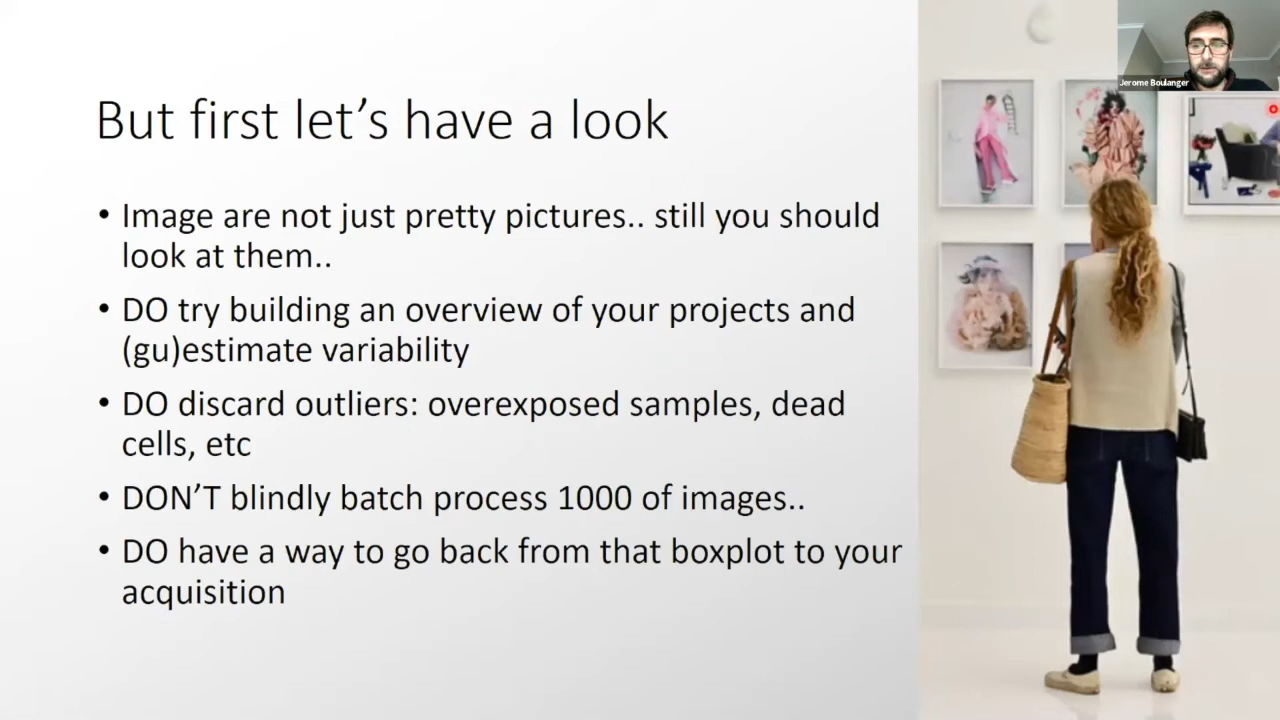 Jerome Boulanger
But first let’s have a look
• Image are not just pretty pictures.. still you should
look at them..
• DO try building an overview of your projects and
(gu)estimate variability
• DO discard outliers: overexposed samples, dead
cells, etc
• DON’T blindly batch process 1000 of images..
• DO have a way to go back from that boxplot to your
acquisition